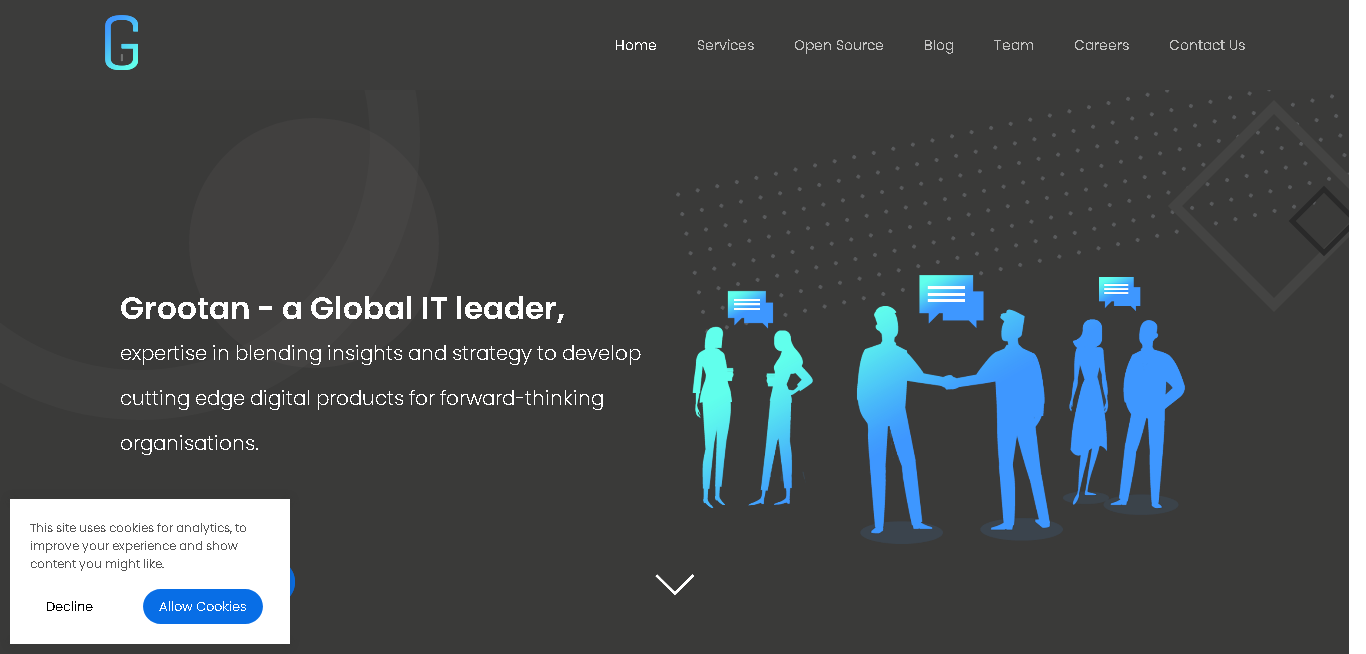 G
Home Services Open Source Blog Team Careers Contact Us
Grootan - a Global IT leader,
expertise in blending insights and strategy to develop
cutting edge digital products for forward-thinking
organisations.
This site uses cookies for analytics, to
improve your experience and show
content you might like.
Decline Allow Cookies